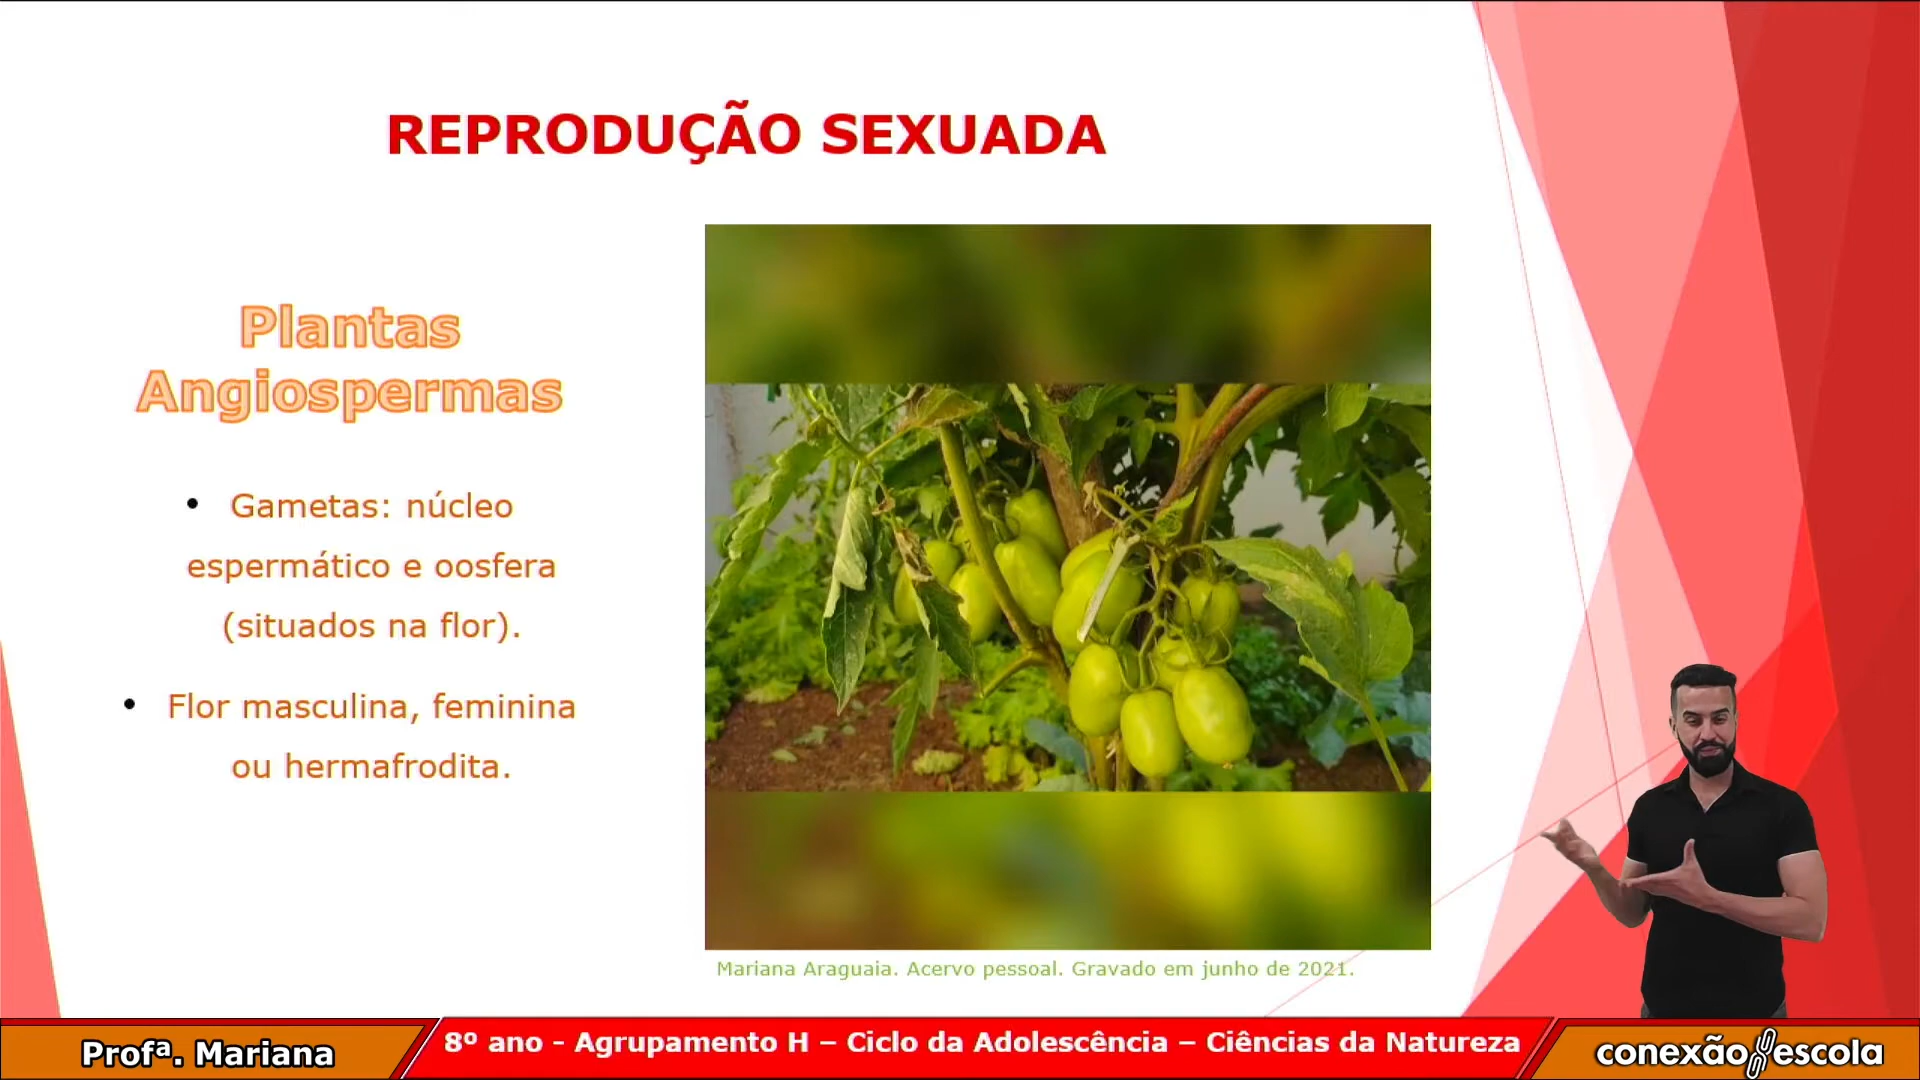 REPRODUÇÃO SEXUADA
Plantas
Angiospermas
• Gametas: núcleo
espermático e oosfera
(situados na flor).
• Flor masculina, feminina
ou hermafrodita.
Mariana Araguaia. Acervo pessoal. Gravado em junho de 2021.
Profª. Mariana
8º ano - Agrupamento H – Ciclo da Adolescência – Ciências da Natureza
conexão escola